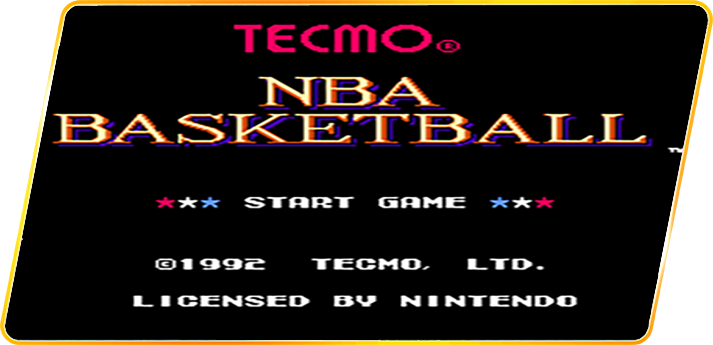 TECMO®
NBA
BASKETBALL™
★★★ START GAME ★★★
©1992 TECMO, LTD.
LICENSED BY NINTENDO